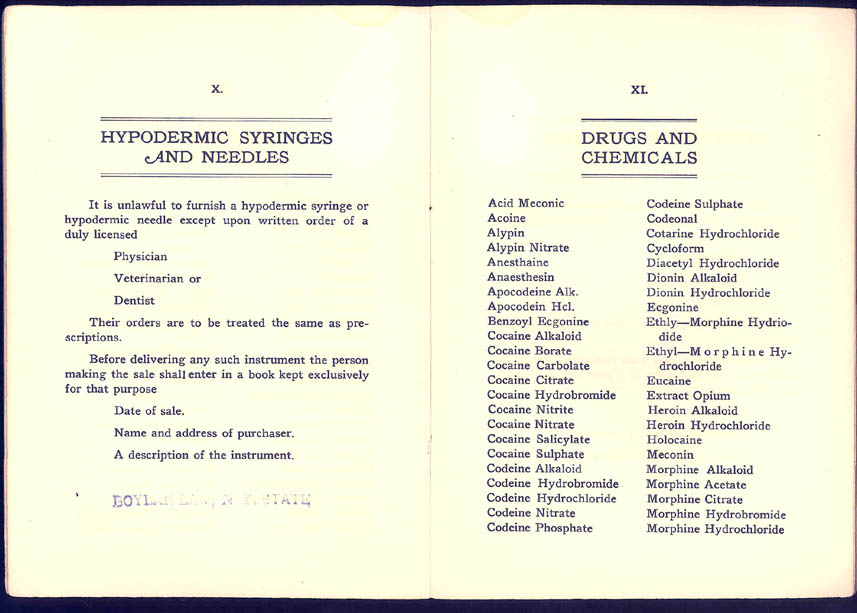 X.
HYPODERMIC SYRINGES
AND NEEDLES
It is unlawful to furnish a hypodermic syringe or
hypodermic needle except upon written order of a
duly licensed
Physician
Veterinarian or
Dentist
Their orders are to be treated the same as pre-
scriptions.
Before delivering any such instrument the person
making the sale shall enter in a book kept exclusively
for that purpose
Date of sale.
Name and address of purchaser.
A description of the instrument.
BOYLAN LAW, N. Y. STATE
XI.
DRUGS AND
CHEMICALS
Acid Meconic
Acoine
Alypin
Alypin Nitrate
Anesthaine
Anaesthesin
Apocodeine Alk.
Apocodein Hcl.
Benzoyl Ecgonine
Cocaine Alkaloid
Cocaine Borate
Cocaine Carbolate
Cocaine Citrate
Cocaine Hydrobromide
Cocaine Nitrite
Cocaine Nitrate
Cocaine Salicylate
Cocaine Sulphate
Codeine Alkaloid
Codeine Hydrobromide
Codeine Hydrochloride
Codeine Nitrate
Codeine Phosphate
Codeine Sulphate
Codeonal
Cotarine Hydrochloride
Cycloform
Diacetyl Hydrochloride
Dionin Alkaloid
Dionin Hydrochloride
Ecgonine
Ethly—Morphine Hydrio-
dide
Ethyl—Morphine Hy-
drochloride
Eucaine
Extract Opium
Heroin Alkaloid
Heroin Hydrochloride
Holocaine
Meconin
Morphine Alkaloid
Morphine Acetate
Morphine Citrate
Morphine Hydrobromide
Morphine Hydrochloride